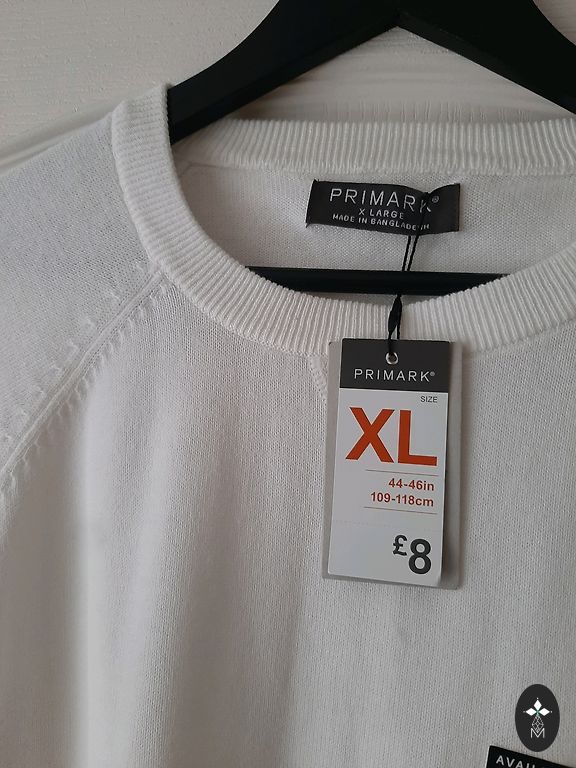 PRIMARK®
X LARGE
MADE IN BANGLADESH
PRIMARK®
SIZE
XL
44-46in
109-118cm
£8
M